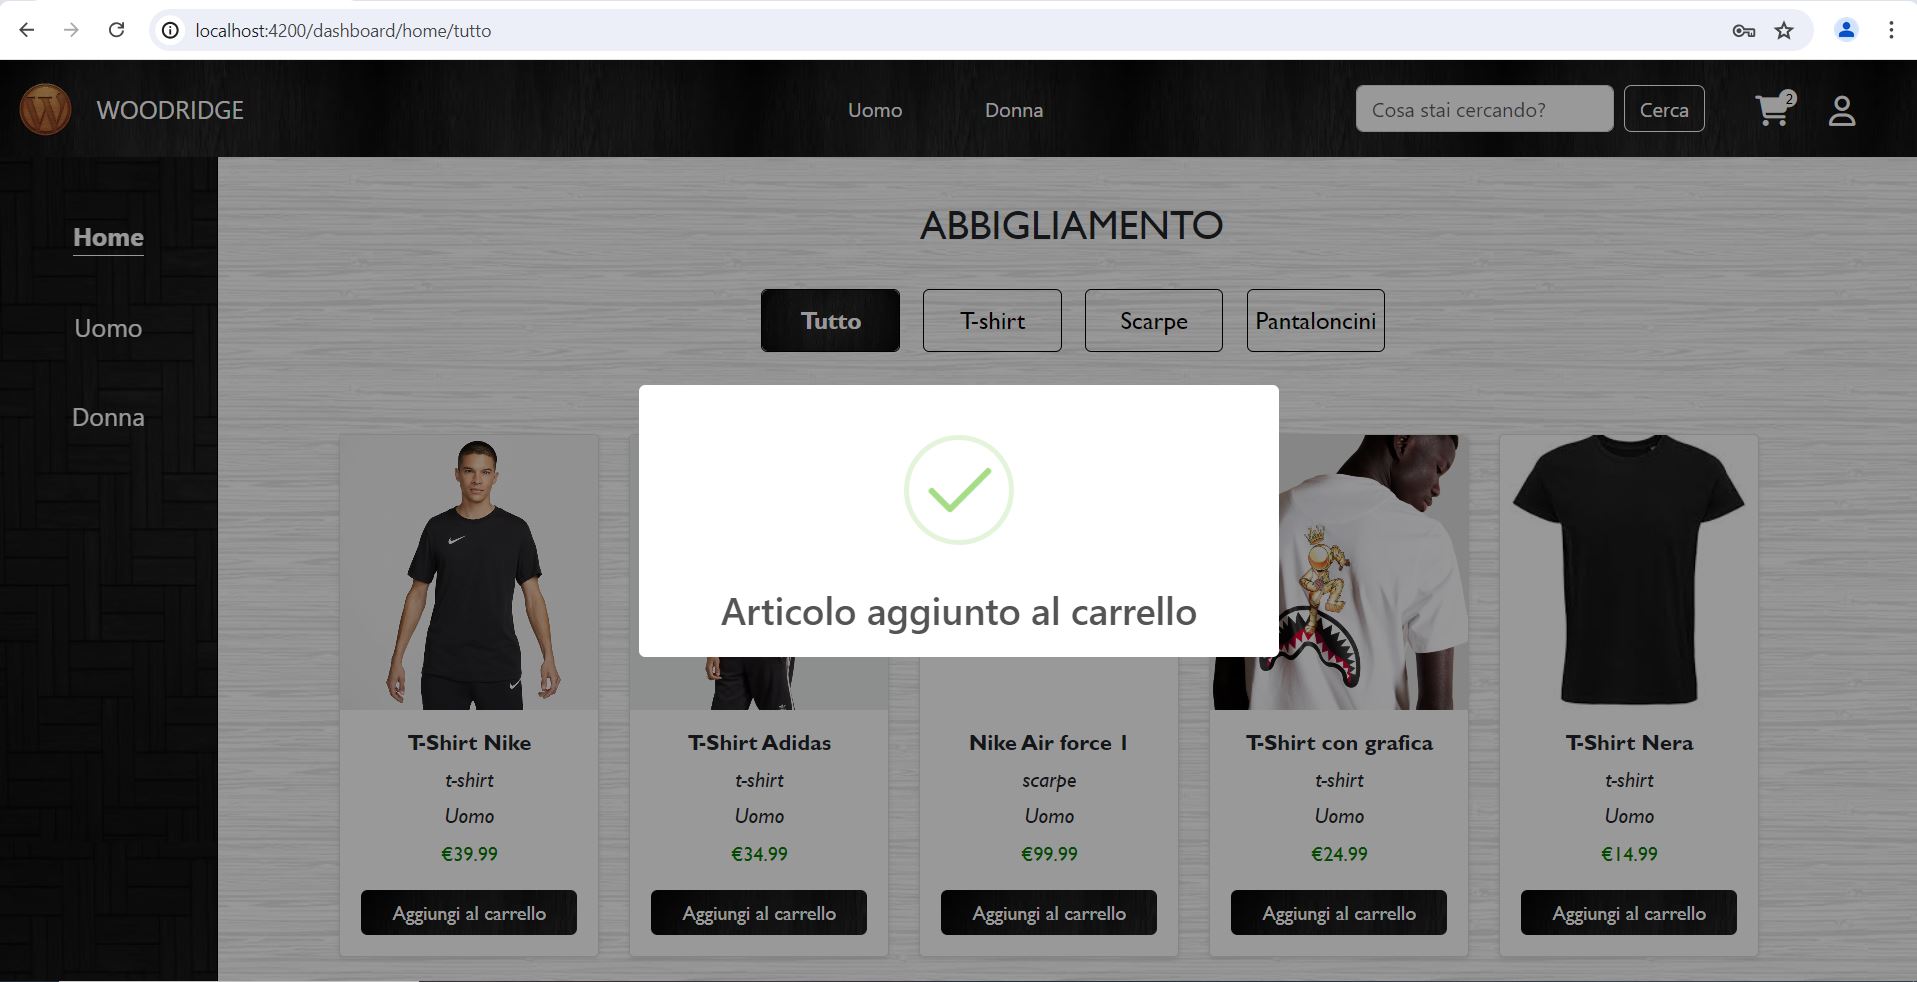 localhost:4200/dashboard/home/tutto
W
WOODRIDGE
Uomo
Donna
Cosa stai cercando?
Cerca
2
Home
Uomo
Donna
ABBIGLIAMENTO
Tutto
T-shirt
Scarpe
Pantaloncini
Articolo aggiunto al carrello
T-Shirt Nike
t-shirt
Uomo
€39.99
Aggiungi al carrello
T-Shirt Adidas
t-shirt
Uomo
€34.99
Aggiungi al carrello
Nike Air force 1
scarpe
Uomo
€99.99
Aggiungi al carrello
T-Shirt con grafica
t-shirt
Uomo
€24.99
Aggiungi al carrello
T-Shirt Nera
t-shirt
Uomo
€14.99
Aggiungi al carrello